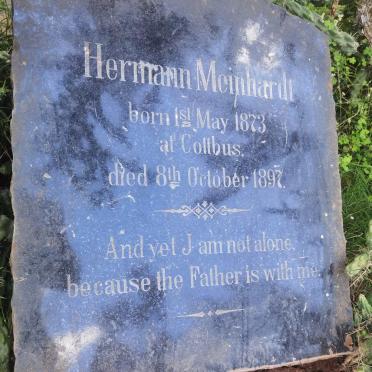 Hermann Meinhardt
born 1st May 1873
at Cottbus.
died 8th October 1897.
And yet J am not alone,
because the Father is with me.